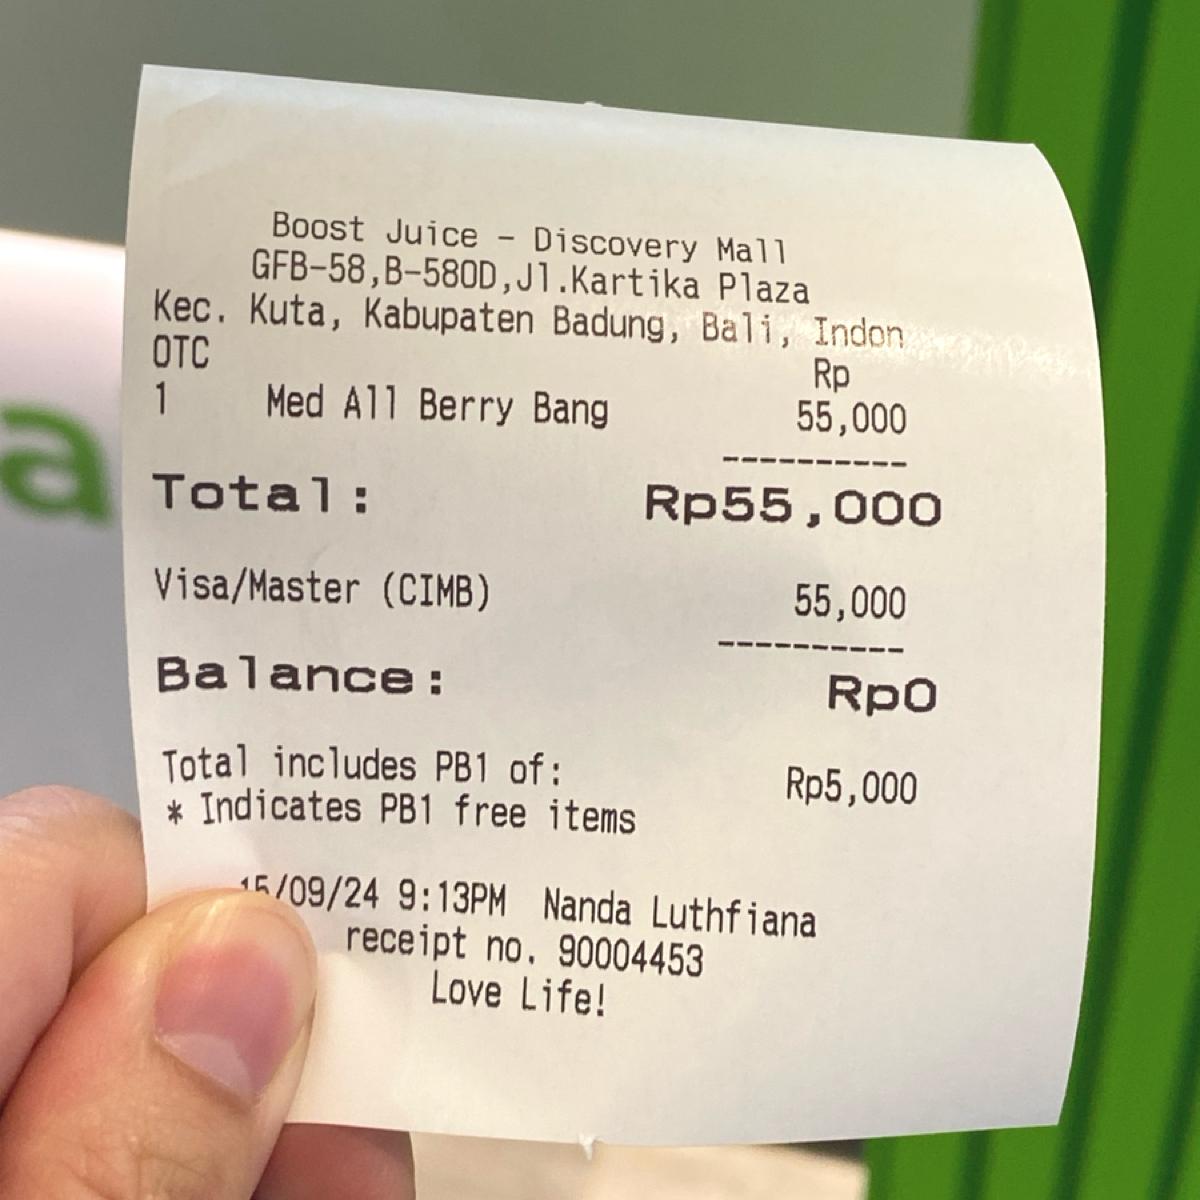 Boost Juice - Discovery Mall
GFB-58,B-580D,Jl.Kartika Plaza
Kec. Kuta, Kabupaten Badung, Bali, Indon
OTC Rp
1 Med All Berry Bang 55,000
----------
Total: Rp55,000
Visa/Master (CIMB) 55,000
----------
Balance: Rp0
Total includes PB1 of: Rp5,000
* Indicates PB1 free items
15/09/24 9:13PM Nanda Luthfiana
receipt no. 90004453
Love Life!
a